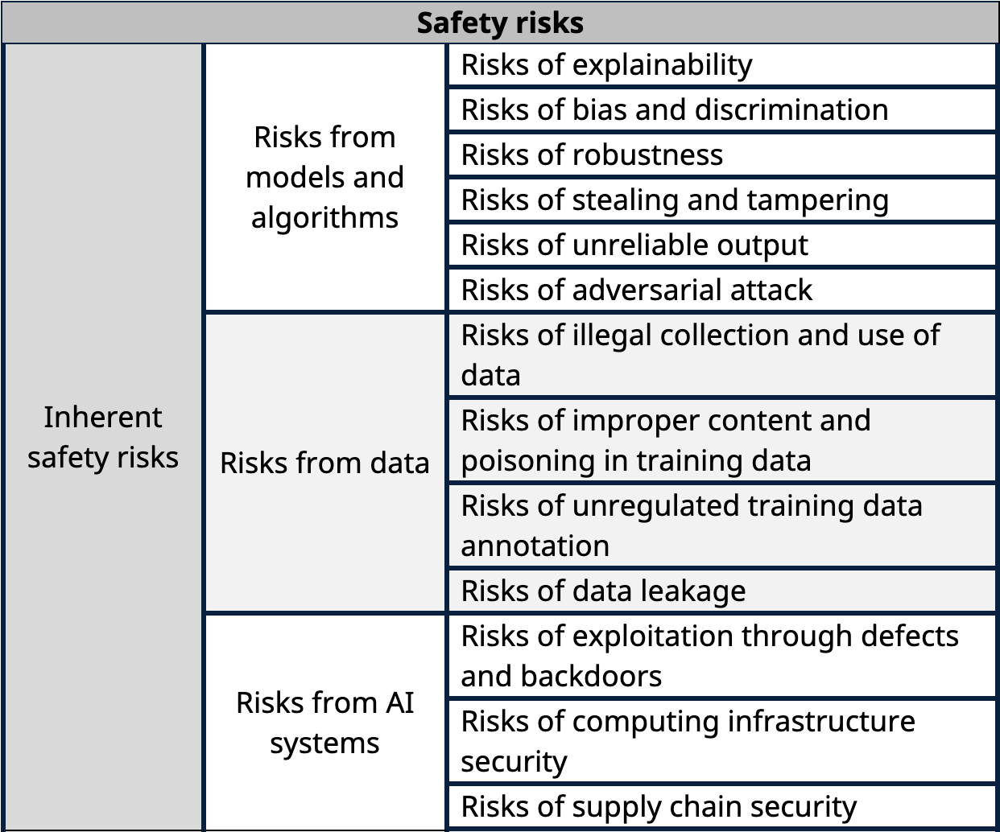 Safety risks
Inherent
safety risks
Risks from
models and
algorithms
Risks of explainability
Risks of bias and discrimination
Risks of robustness
Risks of stealing and tampering
Risks of unreliable output
Risks of adversarial attack
Risks from data
Risks of illegal collection and use of
data
Risks of improper content and
poisoning in training data
Risks of unregulated training data
annotation
Risks of data leakage
Risks from AI
systems
Risks of exploitation through defects
and backdoors
Risks of computing infrastructure
security
Risks of supply chain security